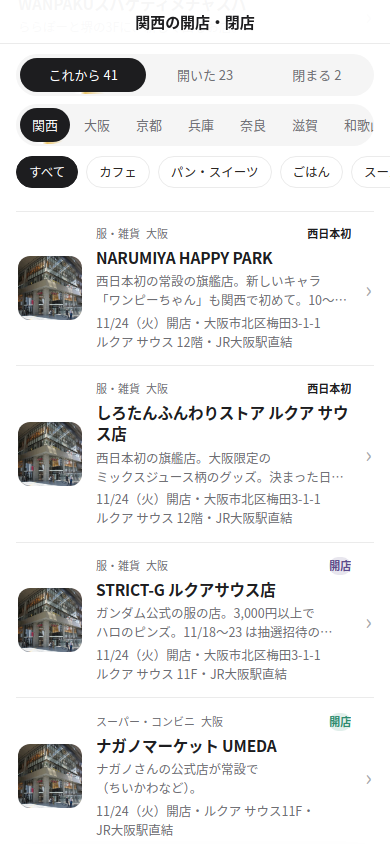 関西の開店・閉店
これから 41 開いた 23 閉まる 2
関西 大阪 京都 兵庫 奈良 滋賀
すべて カフェ パン・スイーツ ごはん
服・雑貨 大阪 西日本初
NARUMIYA HAPPY PARK
西日本初の常設の旗艦店。新しいキャラ
「ワンピーちゃん」も関西で初めて。10〜…
11/24（火）開店・大阪市北区梅田3-1-1
ルクア サウス 12階・JR大阪駅直結
服・雑貨 大阪 西日本初
しろたんふんわりストア ルクア サウ
ス店
西日本初の旗艦店。大阪限定の
ミックスジュース柄のグッズ。決まった日…
11/24（火）開店・大阪市北区梅田3-1-1
ルクア サウス 12階・JR大阪駅直結
服・雑貨 大阪 開店
STRICT-G ルクアサウス店
ガンダム公式の服の店。3,000円以上で
ハロのピンズ。11/18〜23 は抽選招待の…
11/24（火）開店・大阪市北区梅田3-1-1
ルクア サウス 11F・JR大阪駅直結
スーパー・コンビニ 大阪 開店
ナガノマーケット UMEDA
ナガノさんの公式店が常設で
（ちいかわなど）。
11/24（火）開店・ルクア サウス11F・
JR大阪駅直結